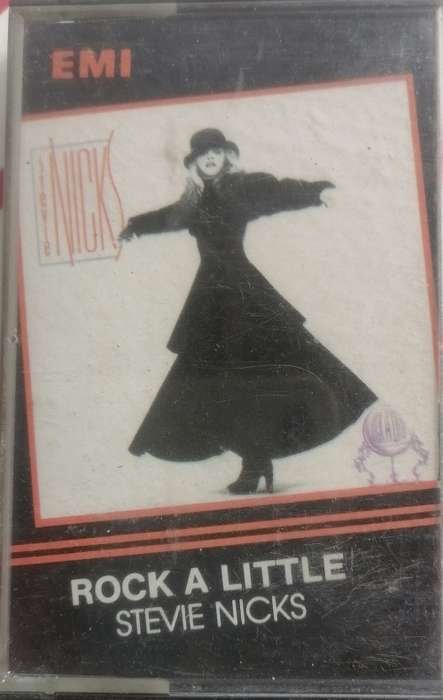 EMI
STEVIE
NICKS
ROCK A LITTLE
STEVIE NICKS